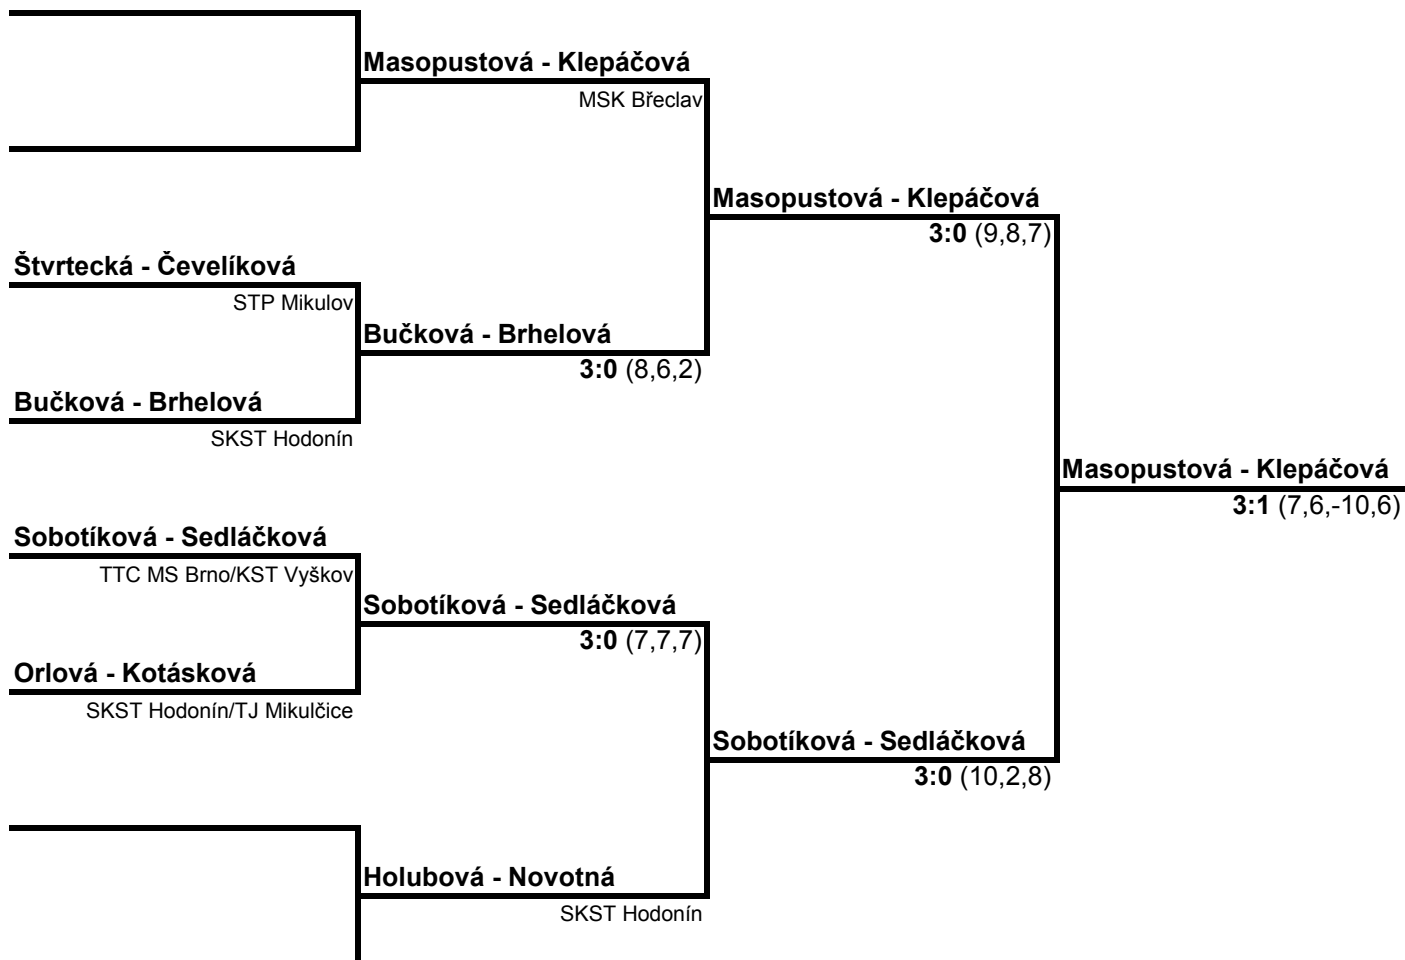 Masopustová - Klepáčová
MSK Břeclav
Masopustová - Klepáčová
3:0 (9,8,7)
Štvrtecká - Čevelíková
STP Mikulov
Bučková - Brhelová
3:0 (8,6,2)
Bučková - Brhelová
SKST Hodonín
Masopustová - Klepáčová
3:1 (7,6,-10,6)
Sobotíková - Sedláčková
TTC MS Brno/KST Vyškov
Sobotíková - Sedláčková
3:0 (7,7,7)
Orlová - Kotásková
SKST Hodonín/TJ Mikulčice
Sobotíková - Sedláčková
3:0 (10,2,8)
Holubová - Novotná
SKST Hodonín